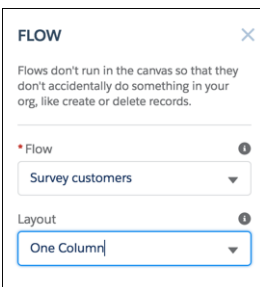 FLOW
Flows don't run in the canvas so that they
don't accidentally do something in your
org, like create or delete records.
* Flow
Survey customers
Layout
One Column